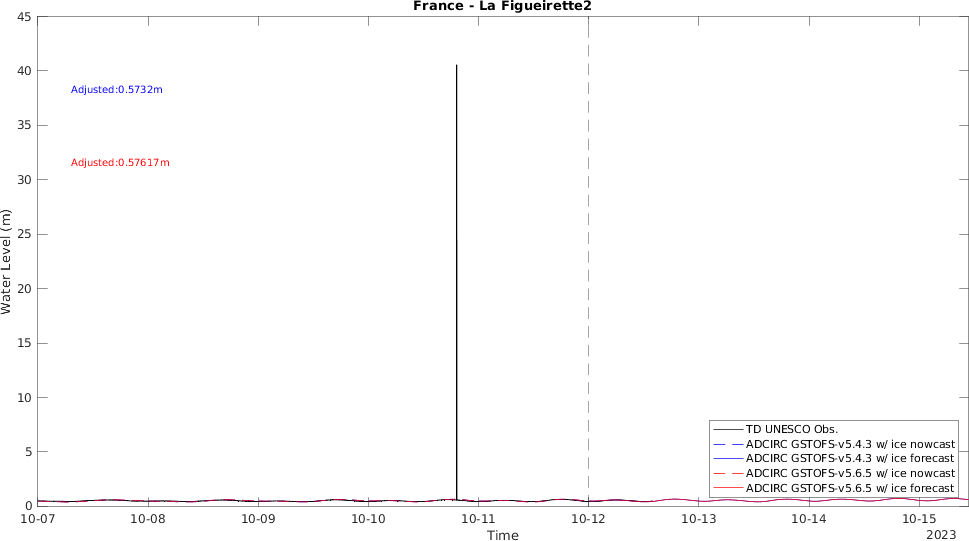 France - La Figueirette2
45
40
35
30
25
20
15
10
5
0
Water Level (m)
Adjusted:0.5732m
Adjusted:0.57617m
TD UNESCO Obs.
ADCIRC GSTOFS-v5.4.3 w/ ice nowcast
ADCIRC GSTOFS-v5.4.3 w/ ice forecast
ADCIRC GSTOFS-v5.6.5 w/ ice nowcast
ADCIRC GSTOFS-v5.6.5 w/ ice forecast
10-07 10-08 10-09 10-10 10-11 10-12 10-13 10-14 10-15
Time
2023